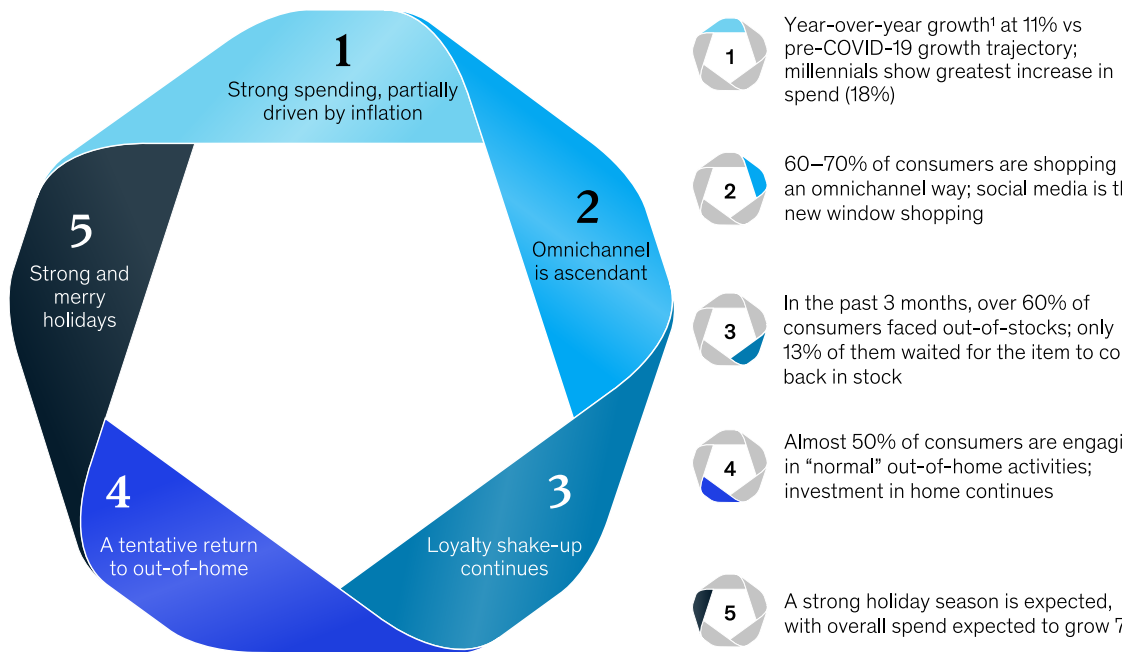 1
Strong spending, partially
driven by inflation
2
Omnichannel
is ascendant
3
Loyalty shake-up
continues
4
A tentative return
to out-of-home
5
Strong and
merry
holidays
1
Year-over-year growth¹ at 11% vs
pre-COVID-19 growth trajectory;
millennials show greatest increase in
spend (18%)
2
60–70% of consumers are shopping
an omnichannel way; social media is
new window shopping
3
In the past 3 months, over 60% of
consumers faced out-of-stocks; only
13% of them waited for the item to
back in stock
4
Almost 50% of consumers are
in “normal” out-of-home activities;
investment in home continues
5
A strong holiday season is expected,
with overall spend expected to grow